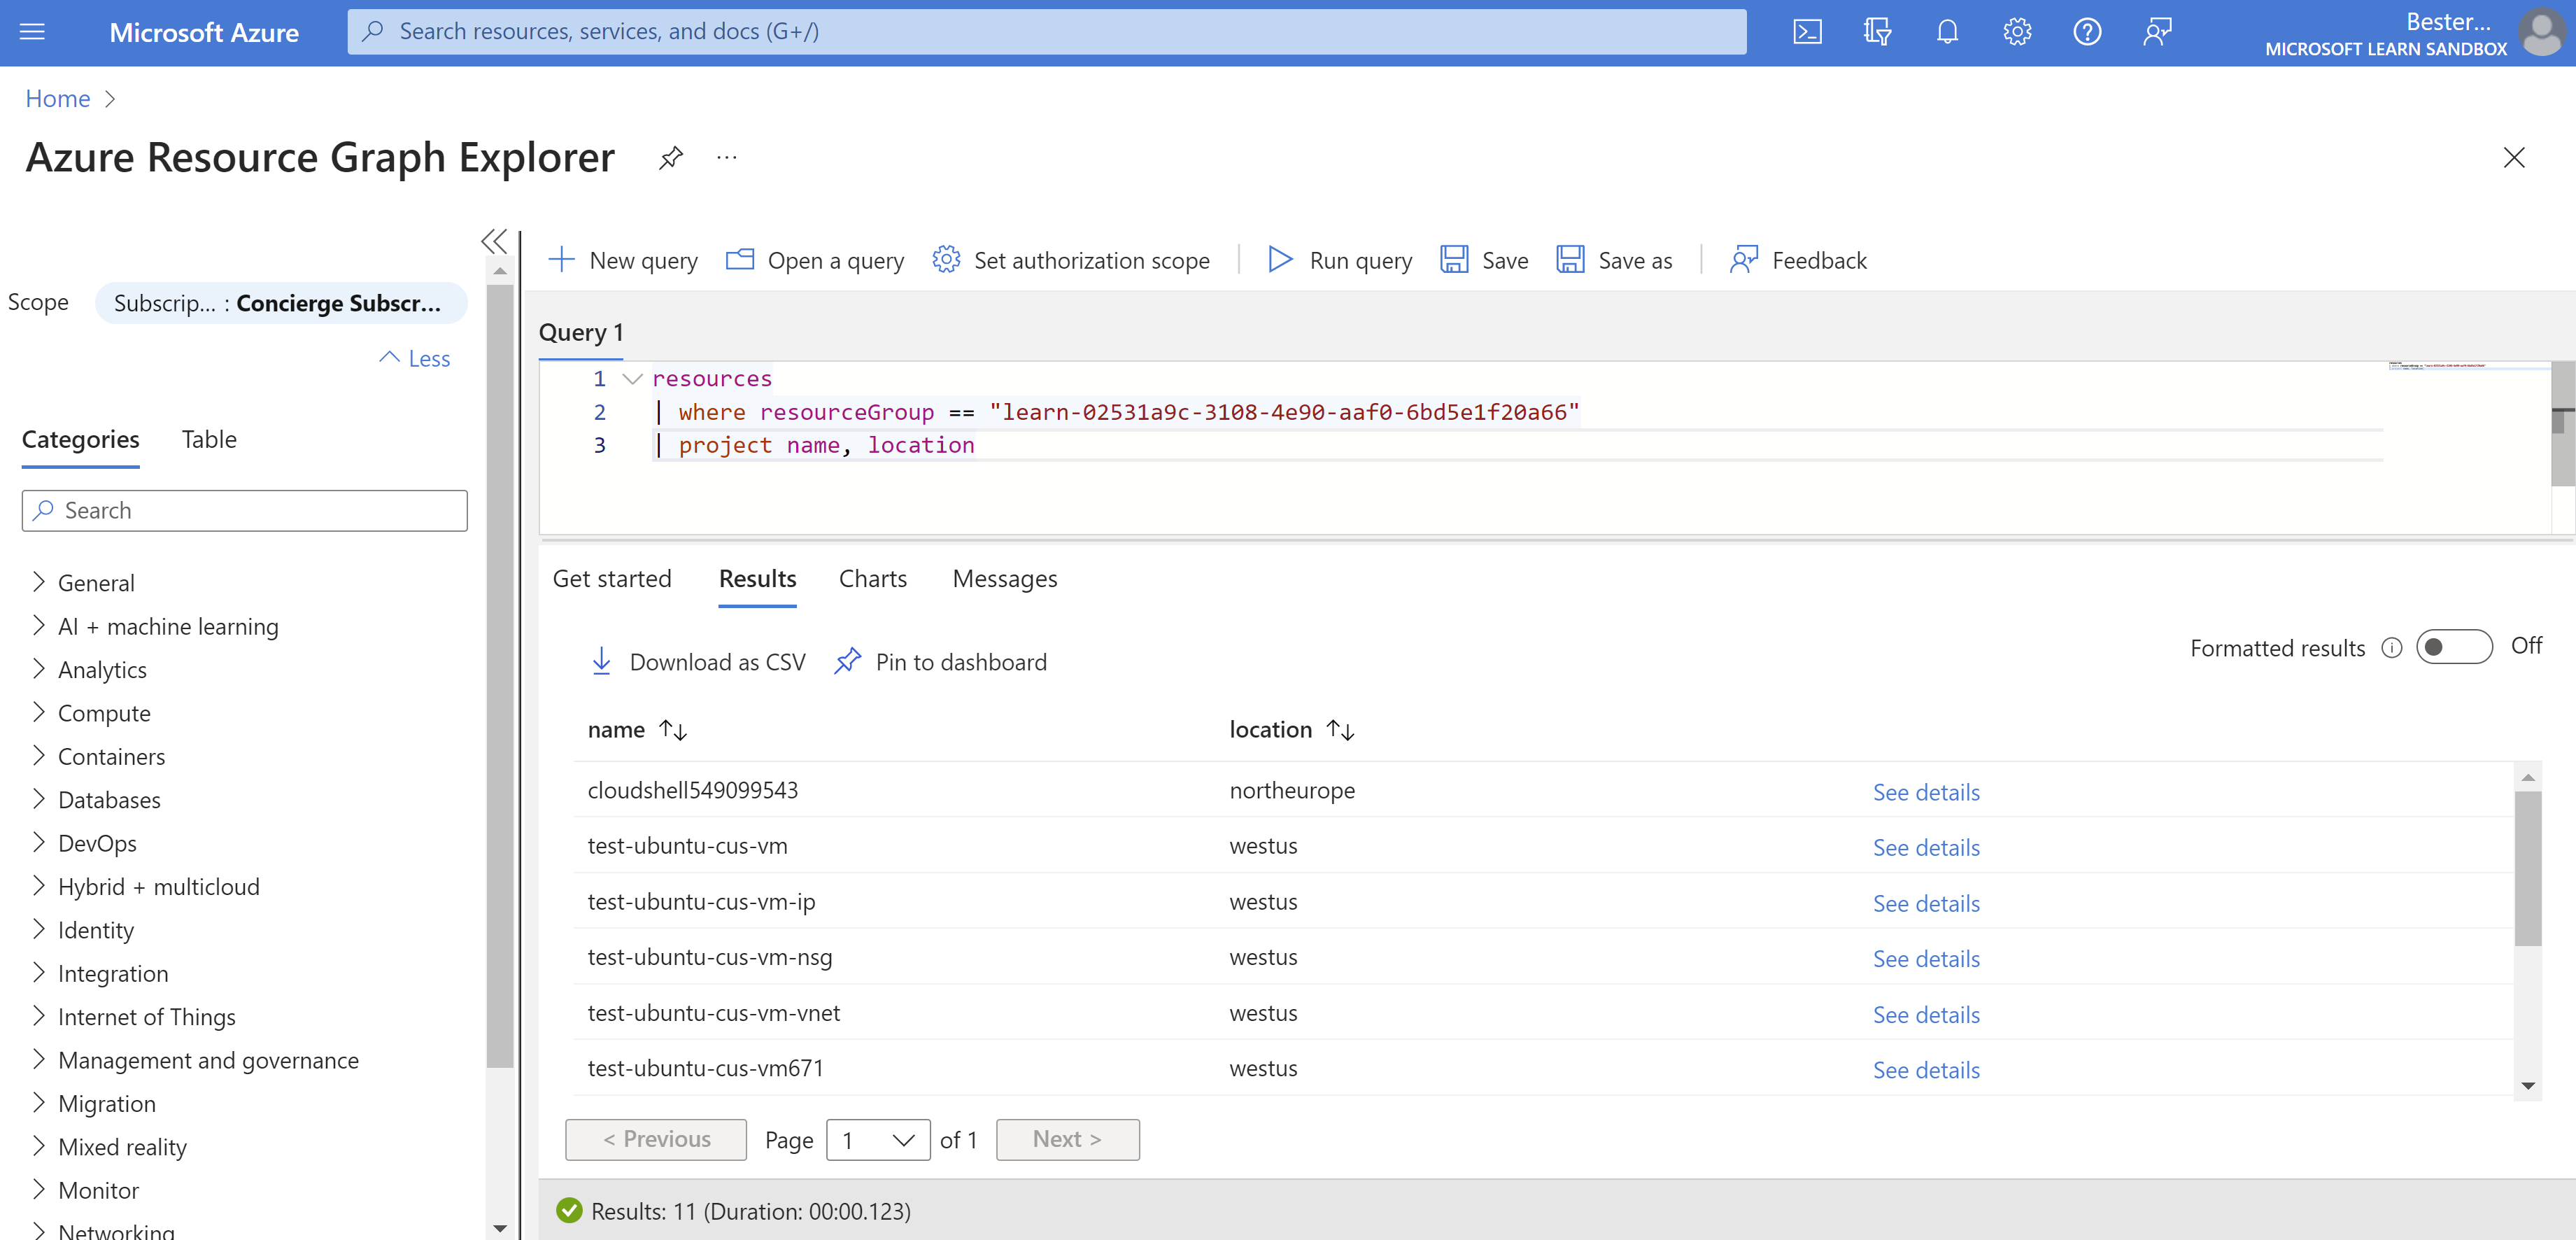 Microsoft Azure
Search resources, services, and docs (G+/)
Bester...
MICROSOFT LEARN SANDBOX
Home
Azure Resource Graph Explorer
...
Scope
Subscrip... : Concierge Subscr...
Less
Categories
Table
Search
General
AI + machine learning
Analytics
Compute
Containers
Databases
DevOps
Hybrid + multicloud
Identity
Integration
Internet of Things
Management and governance
Migration
Mixed reality
Monitor
Networking
New query
Open a query
Set authorization scope
Run query
Save
Save as
Feedback
Query 1
1 resources
2 | where resourceGroup == "learn-02531a9c-3108-4e90-aaf0-6bd5e1f20a66"
3 | project name, location
Get started
Results
Charts
Messages
Download as CSV
Pin to dashboard
Formatted results
Off
name location
cloudshell549099543 northeurope See details
test-ubuntu-cus-vm westus See details
test-ubuntu-cus-vm-ip westus See details
test-ubuntu-cus-vm-nsg westus See details
test-ubuntu-cus-vm-vnet westus See details
test-ubuntu-cus-vm671 westus See details
< Previous Page 1 of 1 Next >
Results: 11 (Duration: 00:00.123)